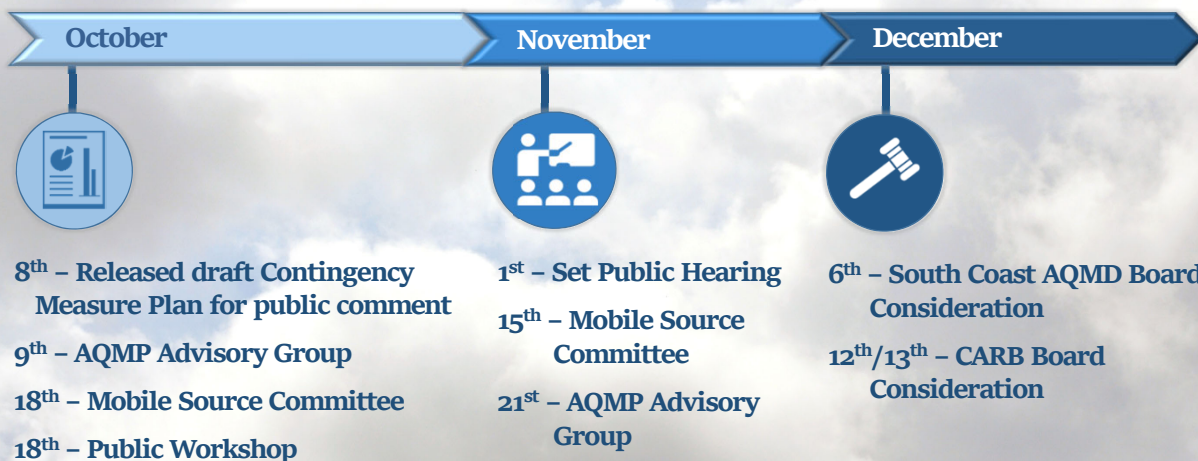 October
November
December
8th – Released draft Contingency
Measure Plan for public comment
9th – AQMP Advisory Group
18th – Mobile Source Committee
18th – Public Workshop
1st – Set Public Hearing
15th – Mobile Source
Committee
21st – AQMP Advisory
Group
6th – South Coast AQMD Board
Consideration
12th/13th – CARB Board
Consideration